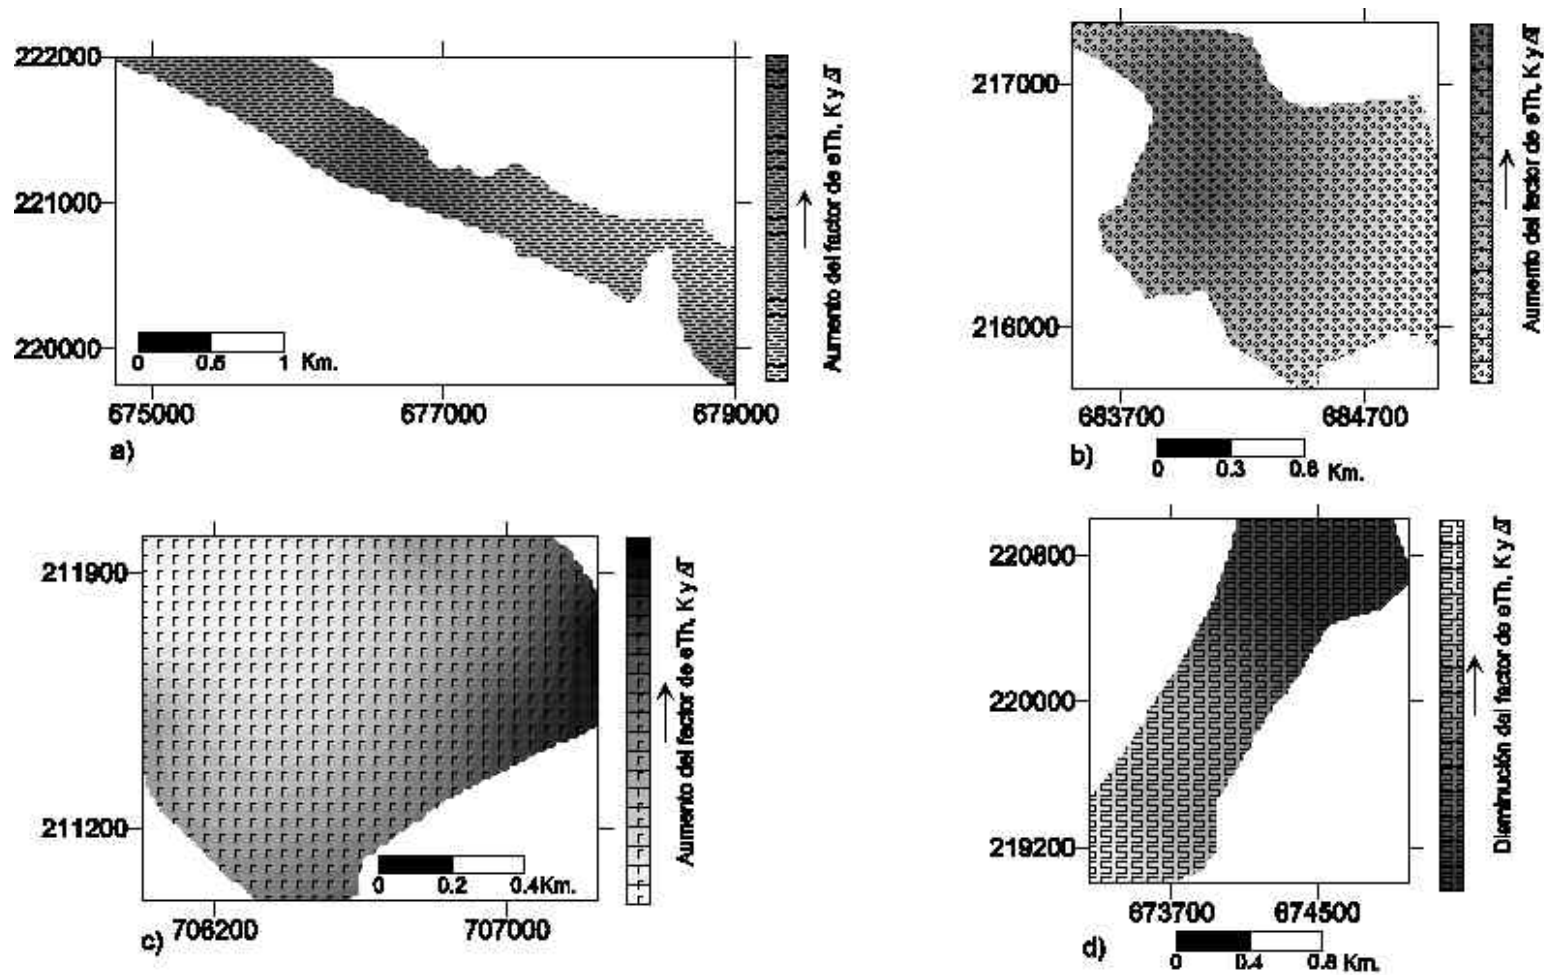 222000
221000
220000
0 0.5 1 Km.
675000 677000 679000
Aumento del factor de eTh, K y ΔT
a)
217000
216000
683700 684700
Aumento del factor de eTh, K y ΔT
b)
0 0.3 0.6 Km.
211900
211200
0 0.2 0.4Km.
706200 707000
Aumento del factor de eTh, K y ΔT
c)
220800
220000
219200
673700 674500
Disminución del factor de eTh, K y ΔT
d)
0 0.4 0.8 Km.